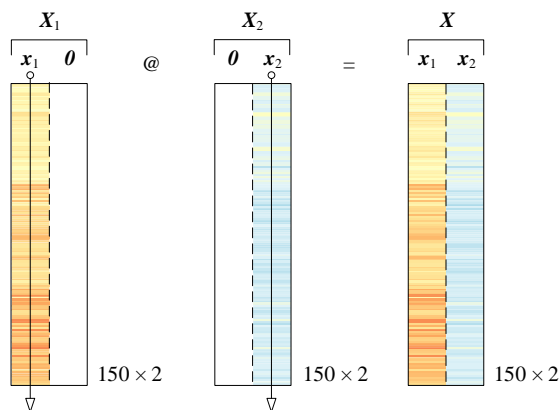 X₁ X₂ X
x₁ 0 @ 0 x₂ = x₁ x₂
150 × 2 150 × 2 150 × 2